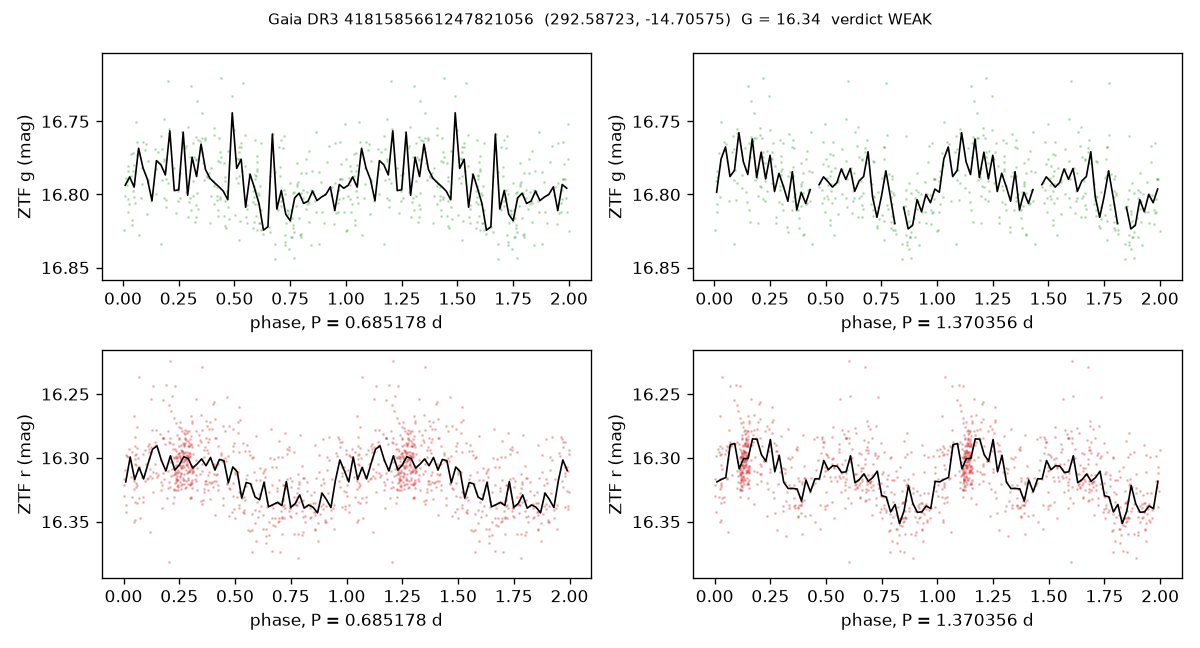 Gaia DR3 4181585661247821056  (292.58723, -14.70575)  G = 16.34  verdict WEAK
ZTF g (mag)
16.75
16.80
16.85
0.00 0.25 0.50 0.75 1.00 1.25 1.50 1.75 2.00
phase, P = 0.685178 d
ZTF g (mag)
16.75
16.80
16.85
0.00 0.25 0.50 0.75 1.00 1.25 1.50 1.75 2.00
phase, P = 1.370356 d
ZTF r (mag)
16.25
16.30
16.35
0.00 0.25 0.50 0.75 1.00 1.25 1.50 1.75 2.00
phase, P = 0.685178 d
ZTF r (mag)
16.25
16.30
16.35
0.00 0.25 0.50 0.75 1.00 1.25 1.50 1.75 2.00
phase, P = 1.370356 d